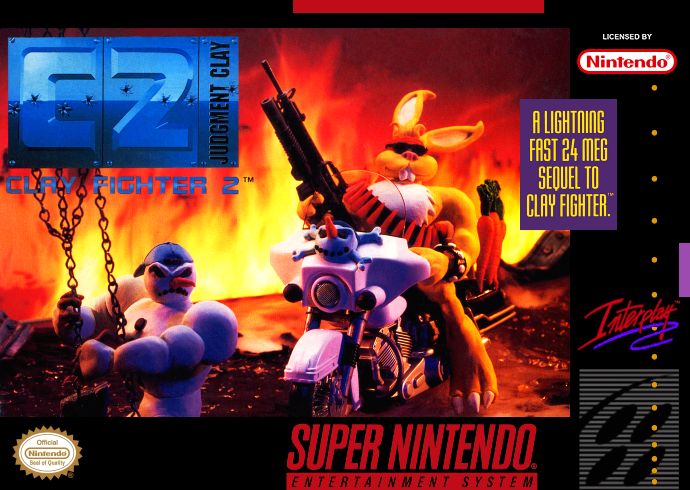 C2
JUDGMENT CLAY
CLAY FIGHTER 2™
LICENSED BY
Nintendo®
A LIGHTNING
FAST 24 MEG
SEQUEL TO
CLAY FIGHTER.™
Interplay™
Official
Nintendo
Seal of Quality
SUPER NINTENDO®
ENTERTAINMENT SYSTEM